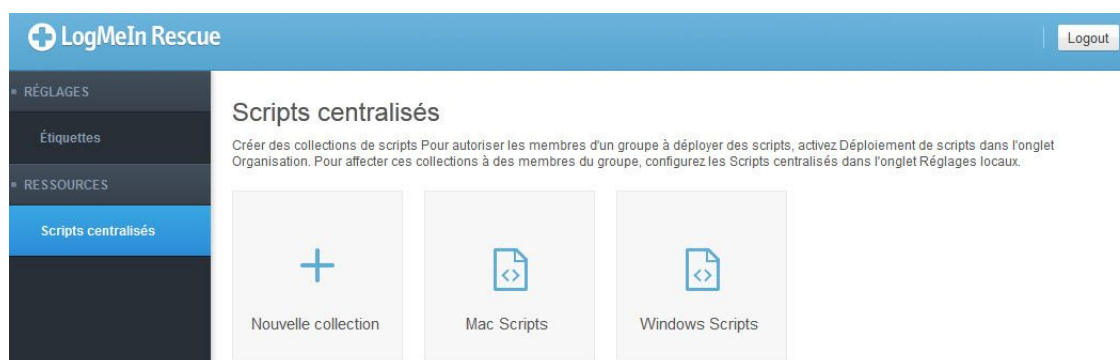 LogMeIn Rescue
Logout
RÉGLAGES
Étiquettes
RESSOURCES
Scripts centralisés
Scripts centralisés
Créer des collections de scripts Pour autoriser les membres d'un groupe à déployer des scripts, activez Déploiement de scripts dans l'onglet
Organisation. Pour affecter ces collections à des membres du groupe, configurez les Scripts centralisés dans l'onglet Réglages locaux.
Nouvelle collection
Mac Scripts
Windows Scripts